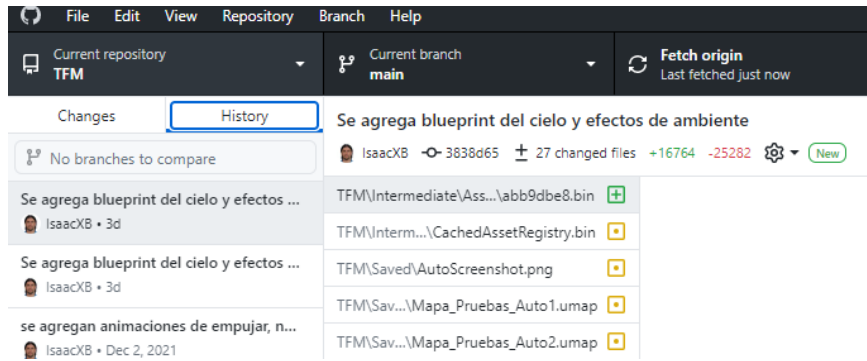 File Edit View Repository Branch Help
Current repository
TFM
Current branch
main
Fetch origin
Last fetched just now
Changes History
No branches to compare
Se agrega blueprint del cielo y efectos ...
IsaacXB • 3d
Se agrega blueprint del cielo y efectos ...
IsaacXB • 3d
se agregan animaciones de empujar, n...
IsaacXB • Dec 2, 2021
Se agrega blueprint del cielo y efectos de ambiente
IsaacXB 3838d65 27 changed files +16764 -25282 New
TFM\Intermediate\Ass...\abb9dbe8.bin
TFM\Interm...\CachedAssetRegistry.bin
TFM\Saved\AutoScreenshot.png
TFM\Sav...\Mapa_Pruebas_Auto1.umap
TFM\Sav...\Mapa_Pruebas_Auto2.umap